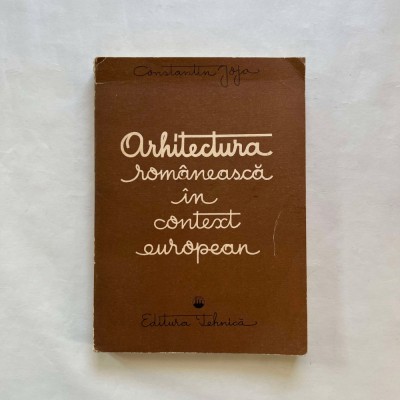 Constantin Joja
Arhitectura
românească
în
context
european
Editura tehnică